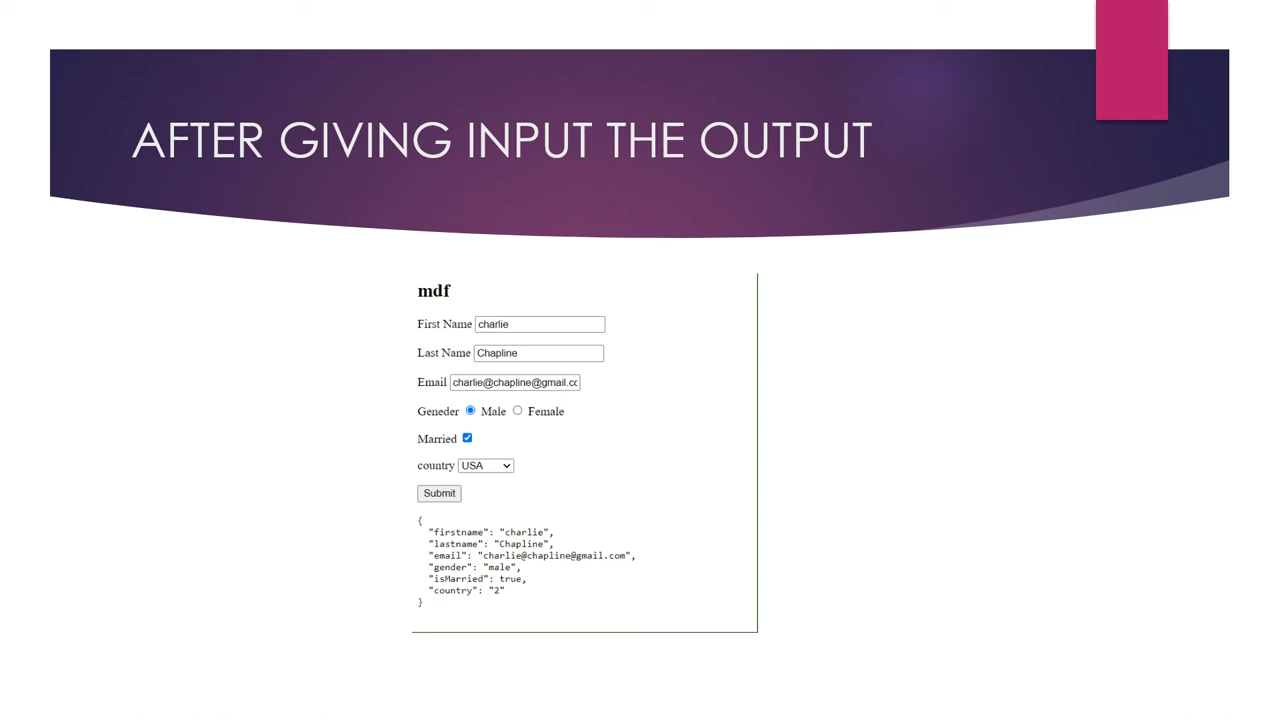 AFTER GIVING INPUT THE OUTPUT
mdf
First Name charlie
Last Name Chapline
Email charlie@chapline@gmail.cc
Geneder Male Female
Married
country USA
Submit
{
"firstname": "charlie",
"lastname": "Chapline",
"email": "charlie@chapline@gmail.com",
"gender": "male",
"isMarried": true,
"country": "2"
}